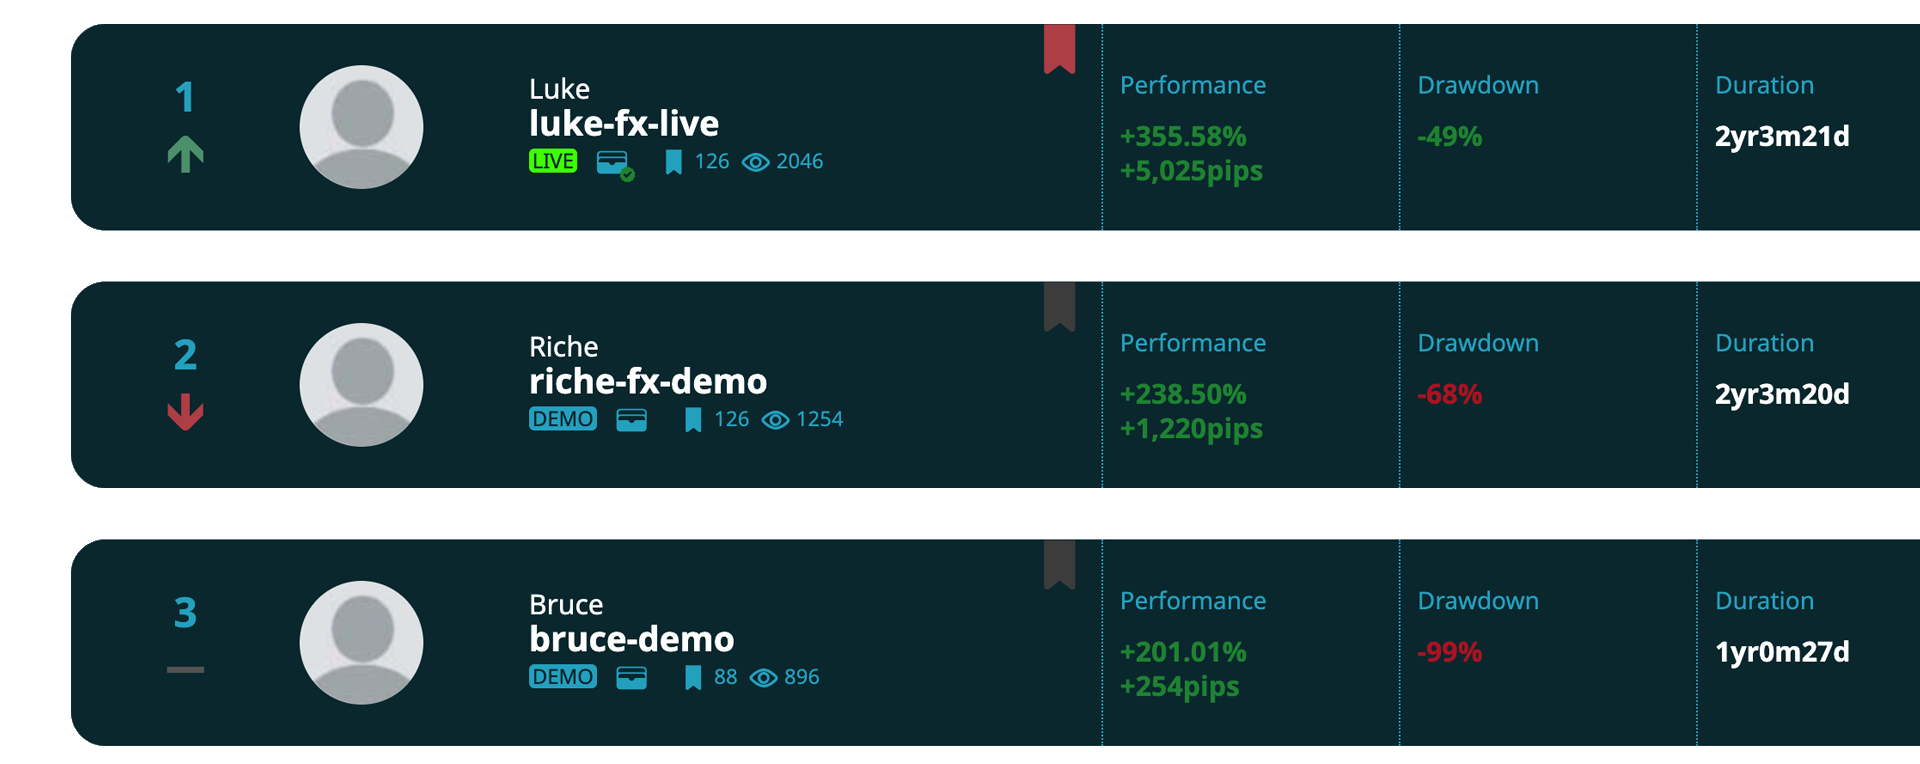 1
Luke
luke-fx-live
LIVE 126 2046
Performance
+355.58%
+5,025pips
Drawdown
-49%
Duration
2yr3m21d
2
Riche
riche-fx-demo
DEMO 126 1254
Performance
+238.50%
+1,220pips
Drawdown
-68%
Duration
2yr3m20d
3
Bruce
bruce-demo
DEMO 88 896
Performance
+201.01%
+254pips
Drawdown
-99%
Duration
1yr0m27d